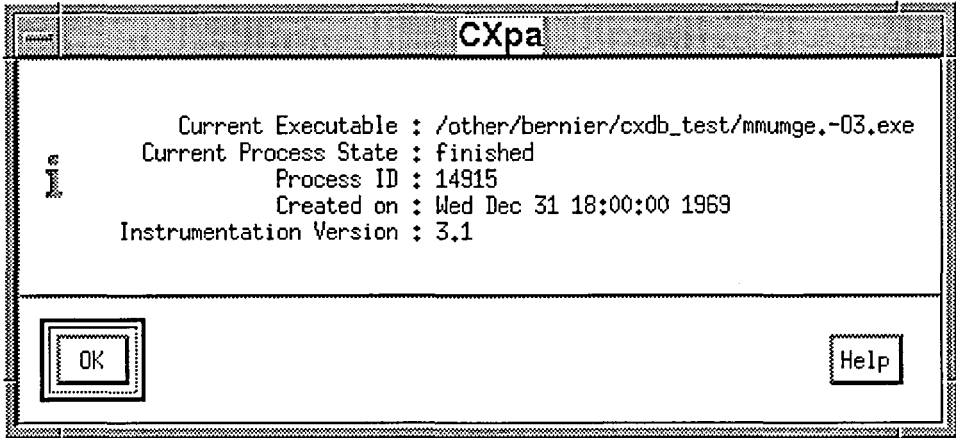 CXpa
Current Executable : /other/bernier/cxdb_test/mmumge.-O3.exe
Current Process State : finished
Process ID : 14915
Created on : Wed Dec 31 18:00:00 1969
Instrumentation Version : 3.1
OK
Help